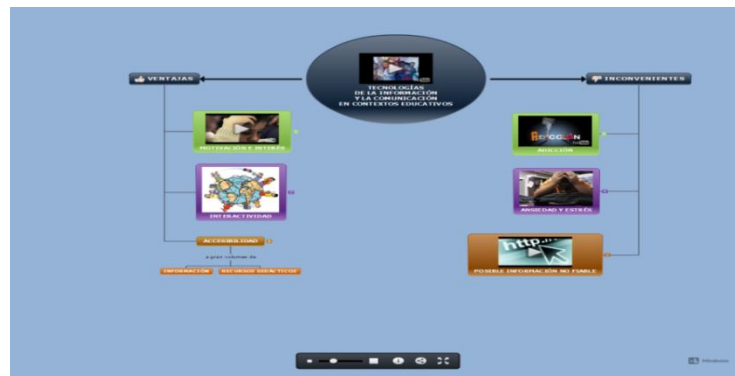 TECNOLOGÍAS
DE LA INFORMACIÓN
Y LA COMUNICACIÓN
EN CONTEXTOS EDUCATIVOS
VENTAJAS
MOTIVACIÓN E INTERÉS
INTERACTIVIDAD
ACCESIBILIDAD
a gran volumen de
INFORMACIÓN
RECURSOS DIDÁCTICOS
INCONVENIENTES
ADICCIÓN
ADICCIÓN
ANSIEDAD Y ESTRÉS
http...
POSIBLE INFORMACIÓN NO FIABLE